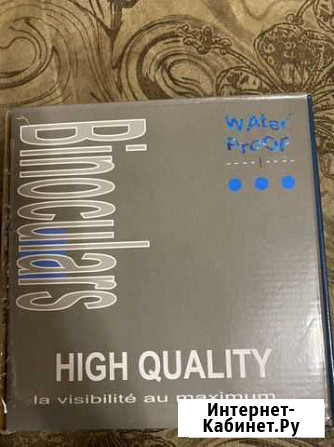 Binoculars
WAter
PrOOF
HIGH QUALITY
la visibilité au maximum
Интернет-
Кабинет.Ру